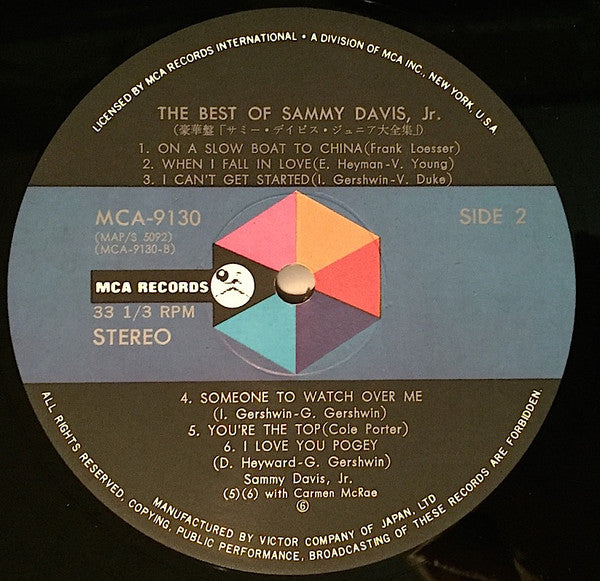 LICENSED BY MCA RECORDS INTERNATIONAL • A DIVISION OF MCA INC., NEW YORK, U.S.A.
THE BEST OF SAMMY DAVIS, Jr.
(豪華盤「サミー・デイビス・ジュニア大全集」)
1. ON A SLOW BOAT TO CHINA(Frank Loesser)
2. WHEN I FALL IN LOVE(E. Heyman-V. Young)
3. I CAN'T GET STARTED(I. Gershwin-V. Duke)
MCA-9130
SIDE 2
(MAP/S 5092)
(MCA-9130-B)
MCA RECORDS
33 1/3 RPM
STEREO
4. SOMEONE TO WATCH OVER ME
(I. Gershwin-G. Gershwin)
5. YOU'RE THE TOP(Cole Porter)
6. I LOVE YOU POGEY
(D. Heyward-G. Gershwin)
Sammy Davis, Jr.
(5)(6) with Carmen McRae
⑥
MANUFACTURED BY VICTOR COMPANY OF JAPAN, LTD
ALL RIGHTS RESERVED, COPYING, PUBLIC PERFORMANCE, BROADCASTING OF THESE RECORDS ARE FORBIDDEN.